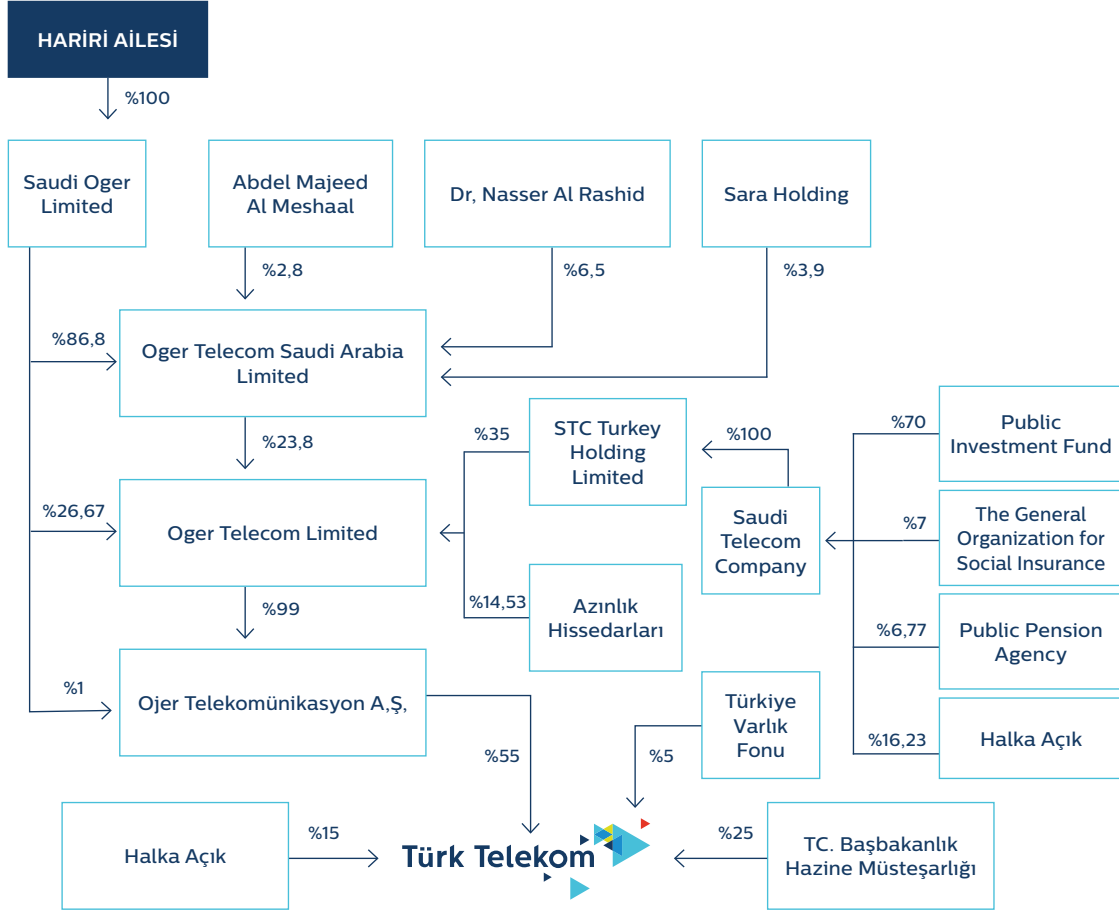 HARİRİ AİLESİ
%100
Saudi Oger
Limited
Abdel Majeed
Al Meshaal
Dr, Nasser Al Rashid
Sara Holding
%2,8
%6,5
%3,9
%86,8
Oger Telecom Saudi Arabia
Limited
%23,8
%35
STC Turkey
Holding
Limited
%100
%70
Public
Investment Fund
%26,67
Oger Telecom Limited
Saudi
Telecom
Company
%7
The General
Organization for
Social Insurance
%99
%14,53
Azınlık
Hissedarları
%6,77
Public Pension
Agency
%1
Ojer Telekomünikasyon A,Ş,
%55
Türkiye
Varlık
Fonu
%5
%16,23
Halka Açık
Halka Açık
%15
Türk Telekom
%25
TC. Başbakanlık
Hazine Müsteşarlığı